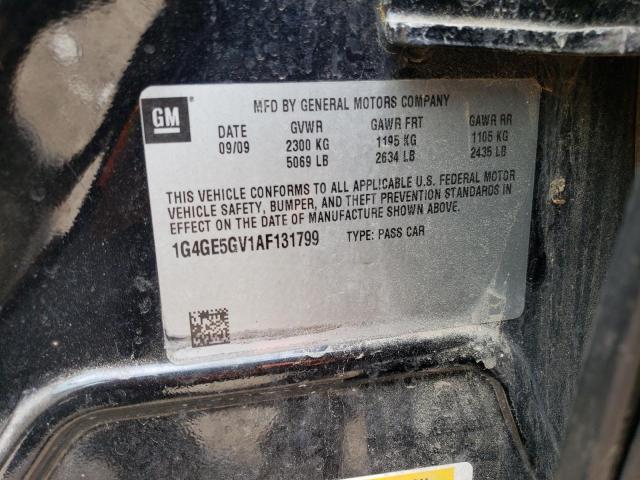 GM
MFD BY GENERAL MOTORS COMPANY
DATE GVWR GAWR FRT GAWR RR
09/09 2300 KG 1195 KG 1105 KG
5069 LB 2634 LB 2435 LB
THIS VEHICLE CONFORMS TO ALL APPLICABLE U.S. FEDERAL MOTOR
VEHICLE SAFETY, BUMPER, AND THEFT PREVENTION STANDARDS IN
EFFECT ON THE DATE OF MANUFACTURE SHOWN ABOVE.
1G4GE5GV1AF131799 TYPE: PASS CAR